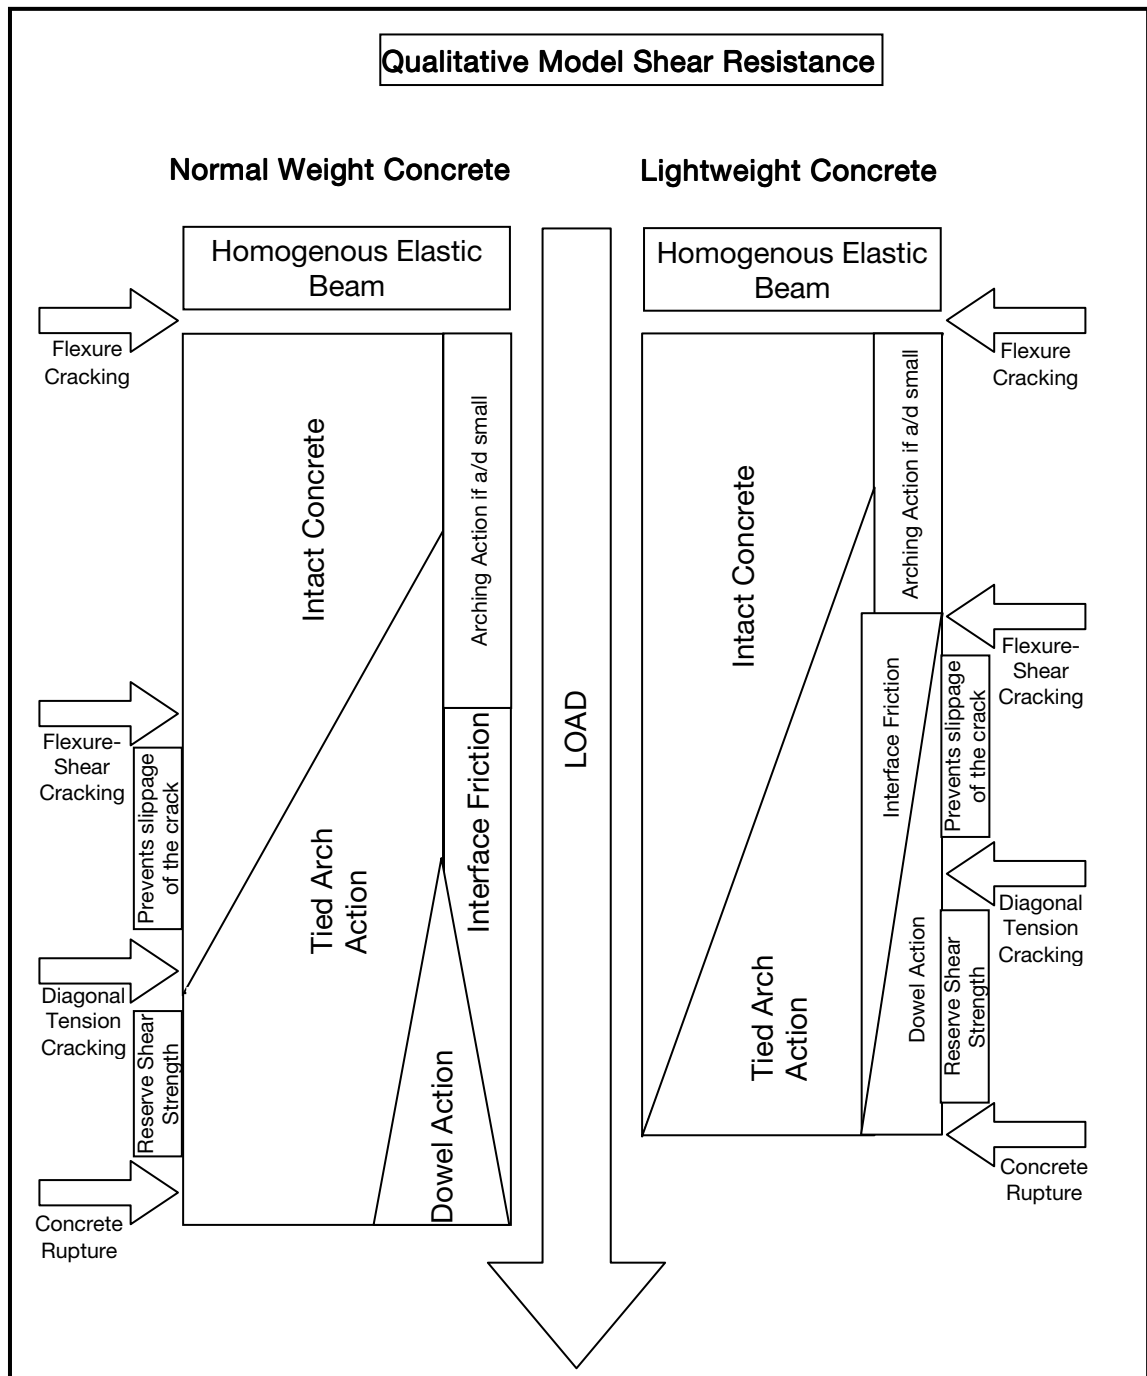 Qualitative Model Shear Resistance
Normal Weight Concrete
Homogenous Elastic
Beam
Flexure
Cracking
Intact Concrete
Arching Action if a/d small
Flexure-
Shear
Cracking
Prevents slippage
of the crack
Tied Arch
Action
Interface Friction
Diagonal
Tension
Cracking
Reserve Shear
Strength
Dowel Action
Concrete
Rupture
LOAD
Lightweight Concrete
Homogenous Elastic
Beam
Flexure
Cracking
Intact Concrete
Arching Action if a/d small
Flexure-
Shear
Cracking
Interface Friction
Prevents slippage
of the crack
Diagonal
Tension
Cracking
Tied Arch
Action
Dowel Action
Reserve Shear
Strength
Concrete
Rupture